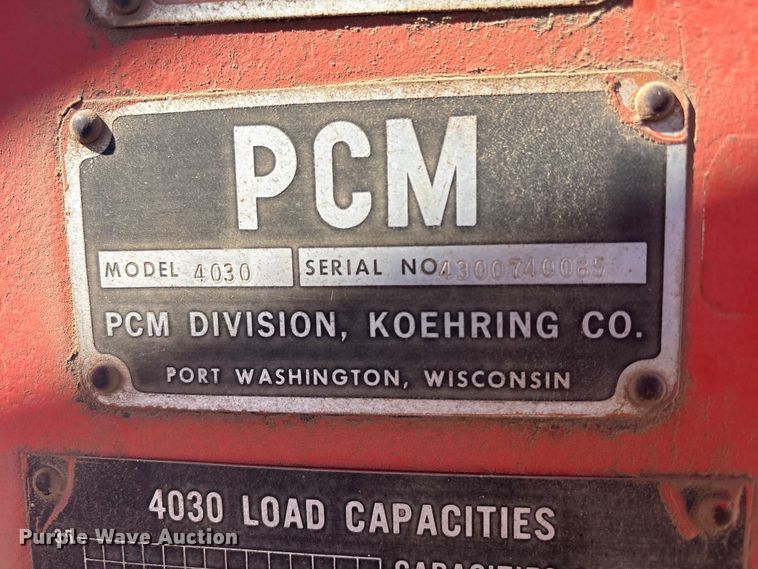 PCM
MODEL 4030 SERIAL NO.
PCM DIVISION, KOEHRING CO.
PORT WASHINGTON, WISCONSIN
4030 LOAD CAPACITIES
Purple Wave Auction